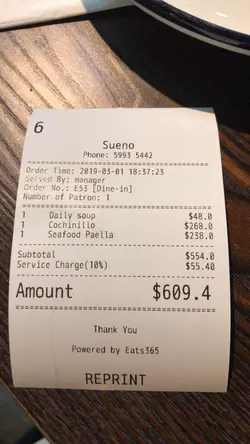 6
Sueno
Phone: 5993 5442
Order Time: 2019-03-01 18:37:23
Served By: manager
Order No.: E53 [Dine-in]
Number of Patron: 1
1 Daily soup $48.0
1 Cochinillo $268.0
1 Seafood Paella $238.0
Subtotal $554.0
Service Charge(10%) $55.40
Amount $609.4
Thank You
Powered by Eats365
REPRINT